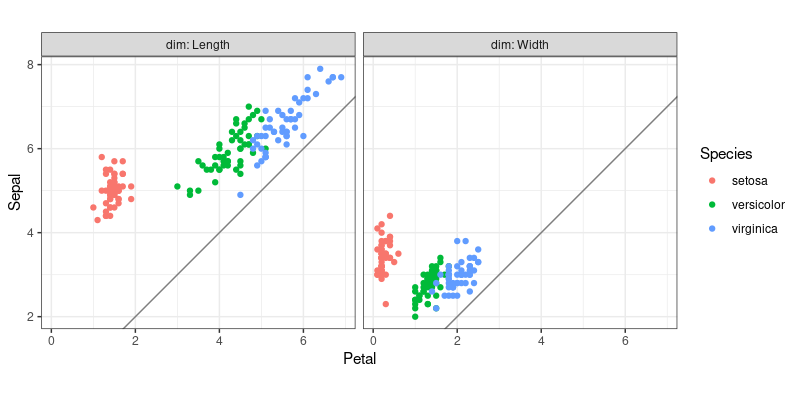 dim: Length
dim: Width
8
6
4
2
Sepal
0
2
4
6
0
2
4
6
Petal
Species
setosa
versicolor
virginica